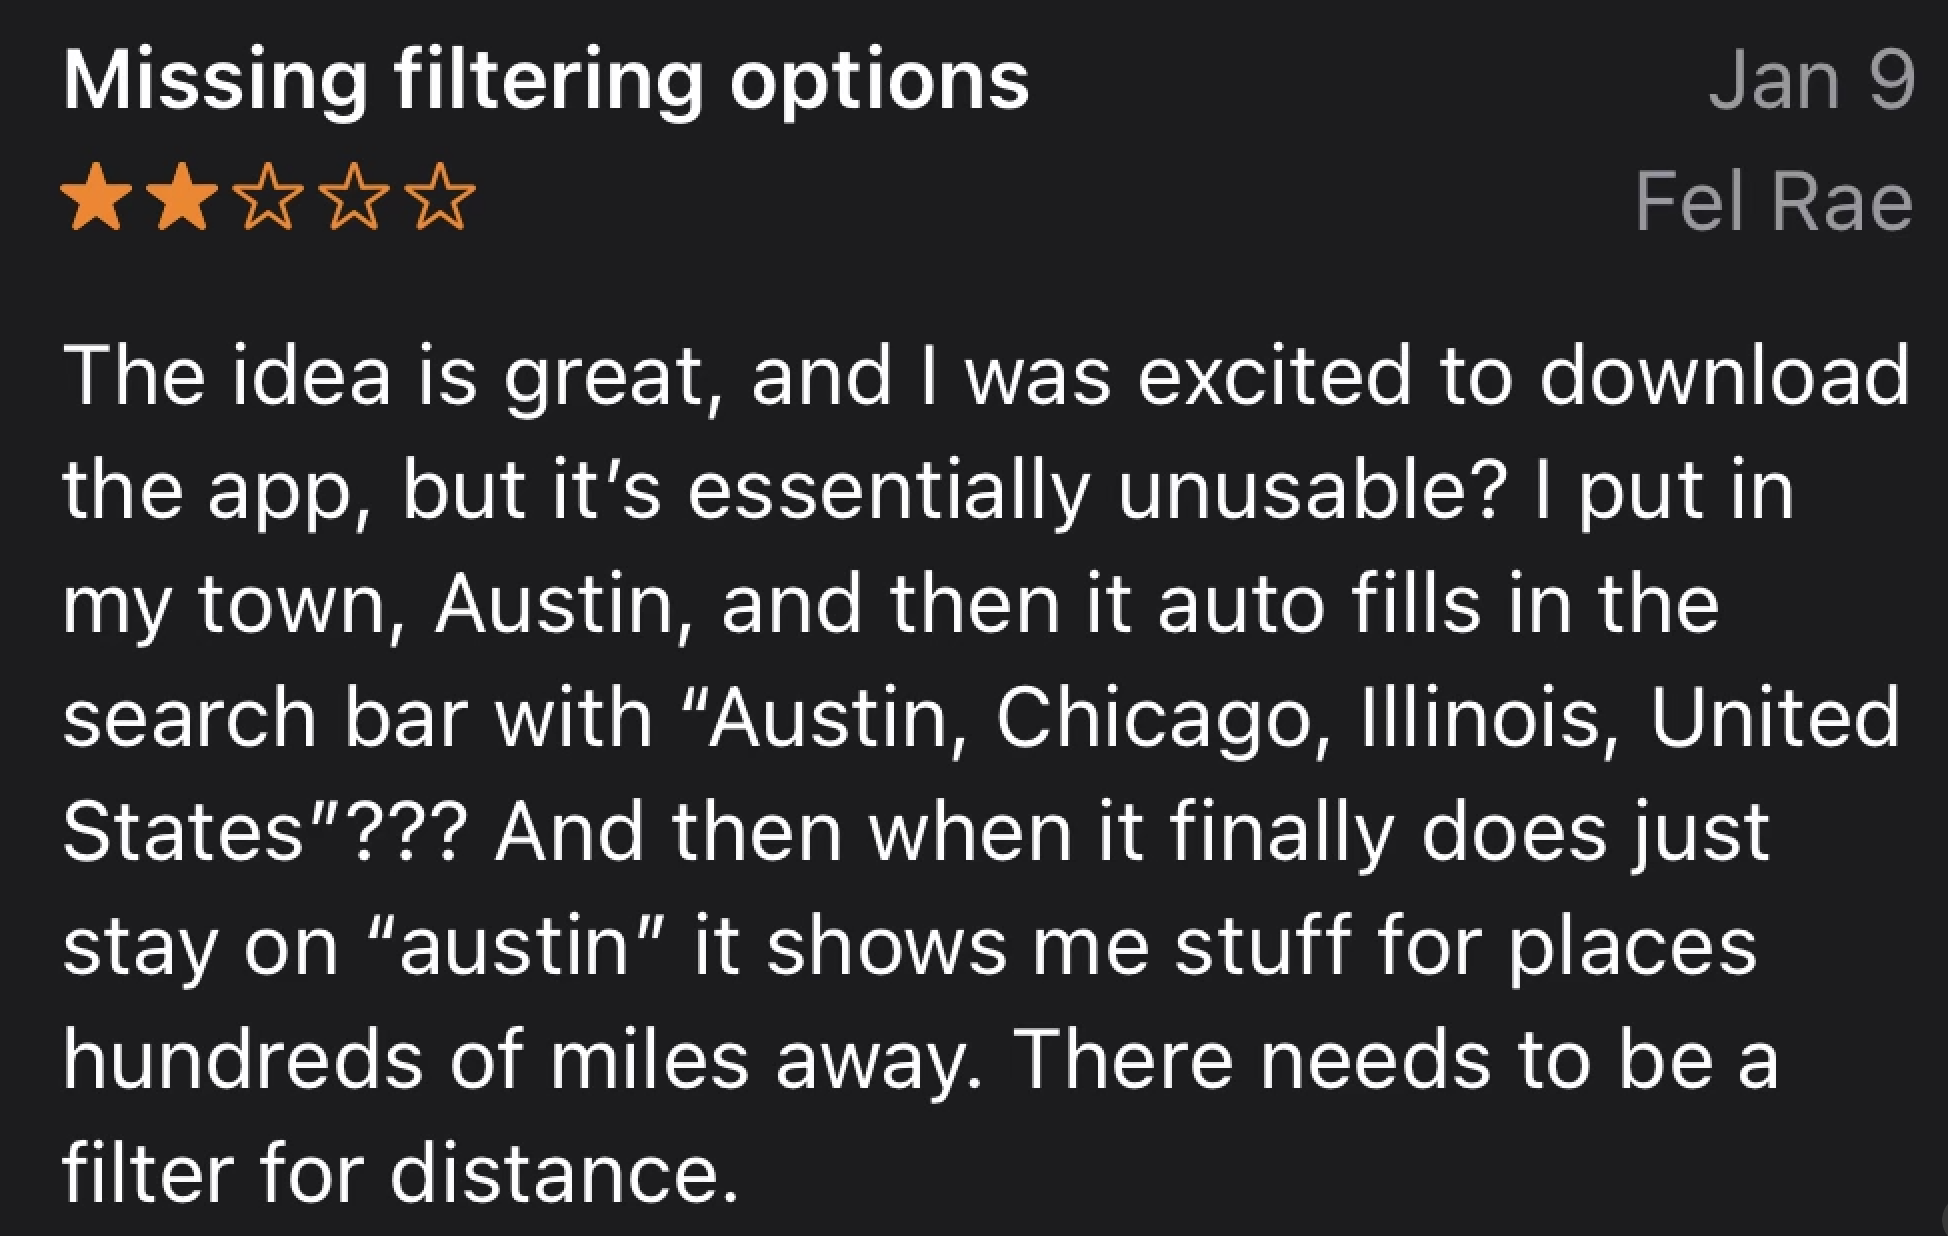 Missing filtering options
Jan 9
Fel Rae
The idea is great, and I was excited to download
the app, but it’s essentially unusable? I put in
my town, Austin, and then it auto fills in the
search bar with “Austin, Chicago, Illinois, United
States”??? And then when it finally does just
stay on “austin” it shows me stuff for places
hundreds of miles away. There needs to be a
filter for distance.